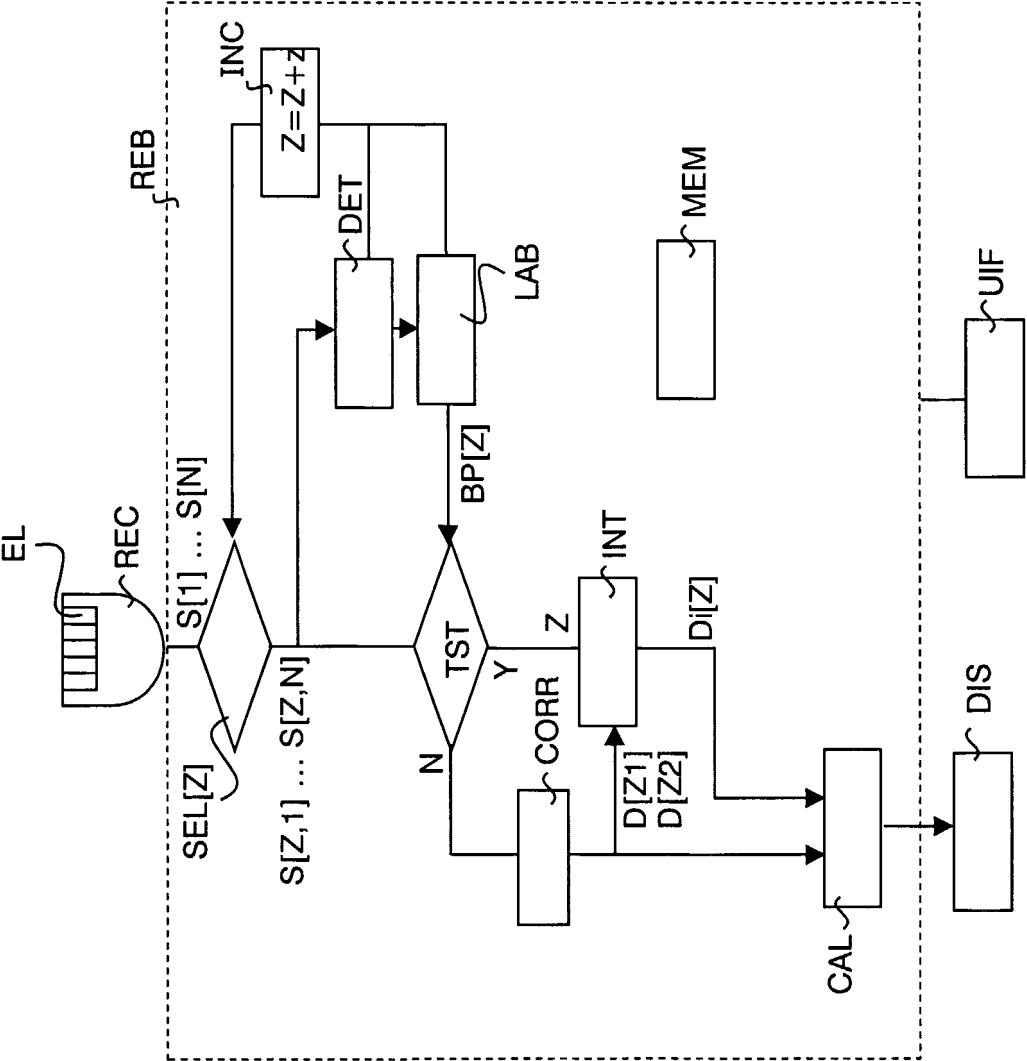 EL
REC
S[1] ... S[N]
SEL[Z]
S[Z,1] ... S[Z,N]
REB
INC
Z=Z+z
DET
LAB
BP[Z]
TST
N
Y
Z
CORR
INT
D[Z1]
D[Z2]
Di[Z]
MEM
CAL
DIS
UIF